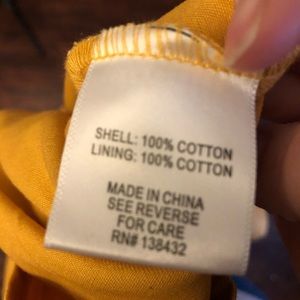 SHELL: 100% COTTON
LINING: 100% COTTON
MADE IN CHINA
SEE REVERSE
FOR CARE
RN# 138432